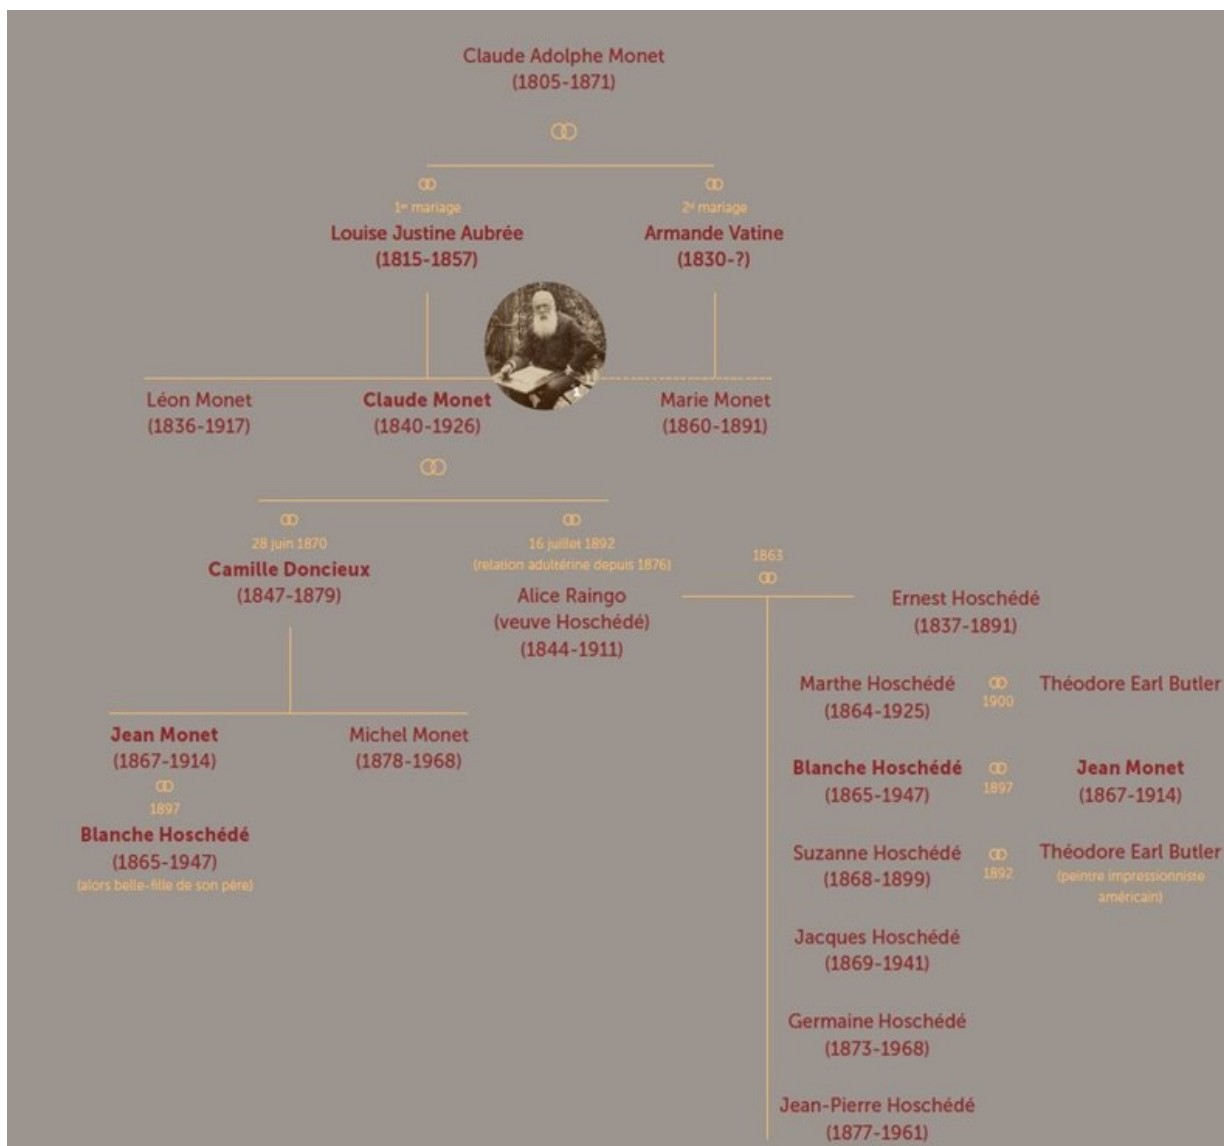 Claude Adolphe Monet
(1805-1871)
1er mariage
2d mariage
Louise Justine Aubrée
(1815-1857)
Armande Vatine
(1830-?)
Léon Monet
(1836-1917)
Claude Monet
(1840-1926)
Marie Monet
(1860-1891)
28 juin 1870
Camille Doncieux
(1847-1879)
16 juillet 1892
(relation adultérine depuis 1876)
Alice Raingo
(veuve Hoschédé)
(1844-1911)
1863
Ernest Hoschédé
(1837-1891)
Jean Monet
(1867-1914)
1897
Blanche Hoschédé
(1865-1947)
(alors belle-fille de son père)
Michel Monet
(1878-1968)
Marthe Hoschédé
(1864-1925)
1900
Théodore Earl Butler
Blanche Hoschédé
(1865-1947)
1897
Jean Monet
(1867-1914)
Suzanne Hoschédé
(1868-1899)
1892
Théodore Earl Butler
(peintre impressionniste
américain)
Jacques Hoschédé
(1869-1941)
Germaine Hoschédé
(1873-1968)
Jean-Pierre Hoschédé
(1877-1961)